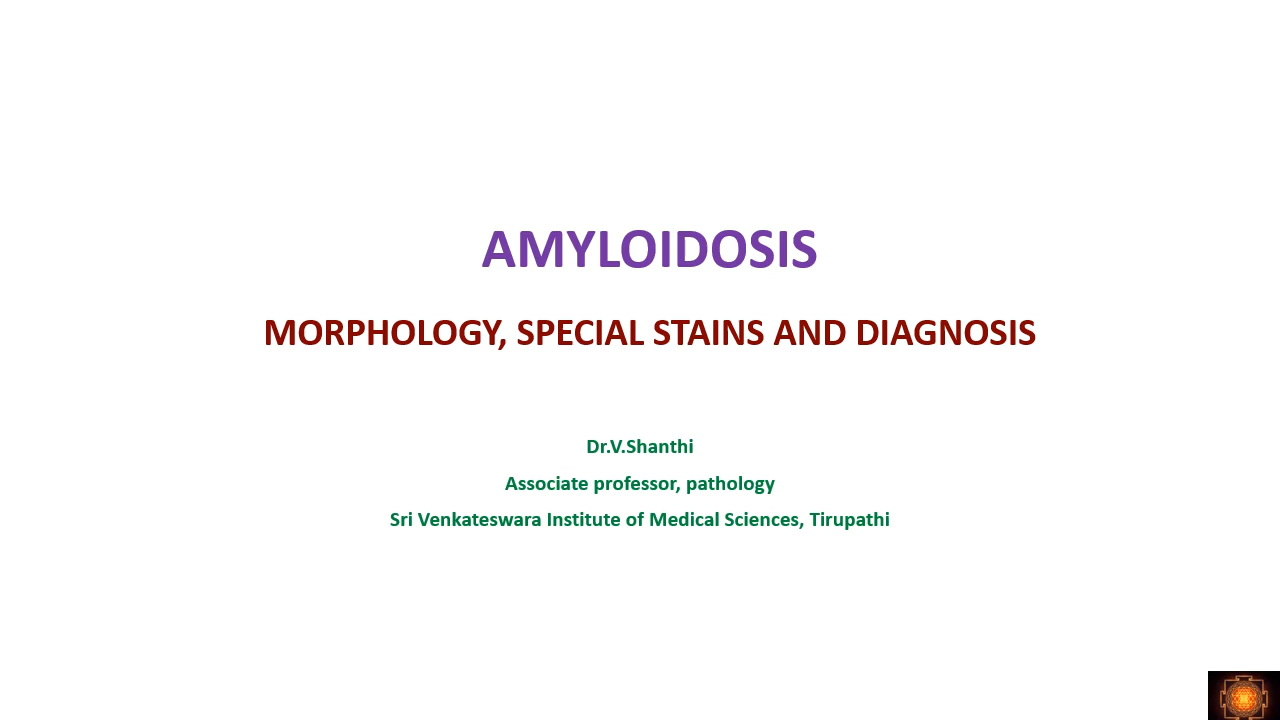 AMYLOIDOSIS
MORPHOLOGY, SPECIAL STAINS AND DIAGNOSIS
Dr.V.Shanthi
Associate professor, pathology
Sri Venkateswara Institute of Medical Sciences, Tirupathi